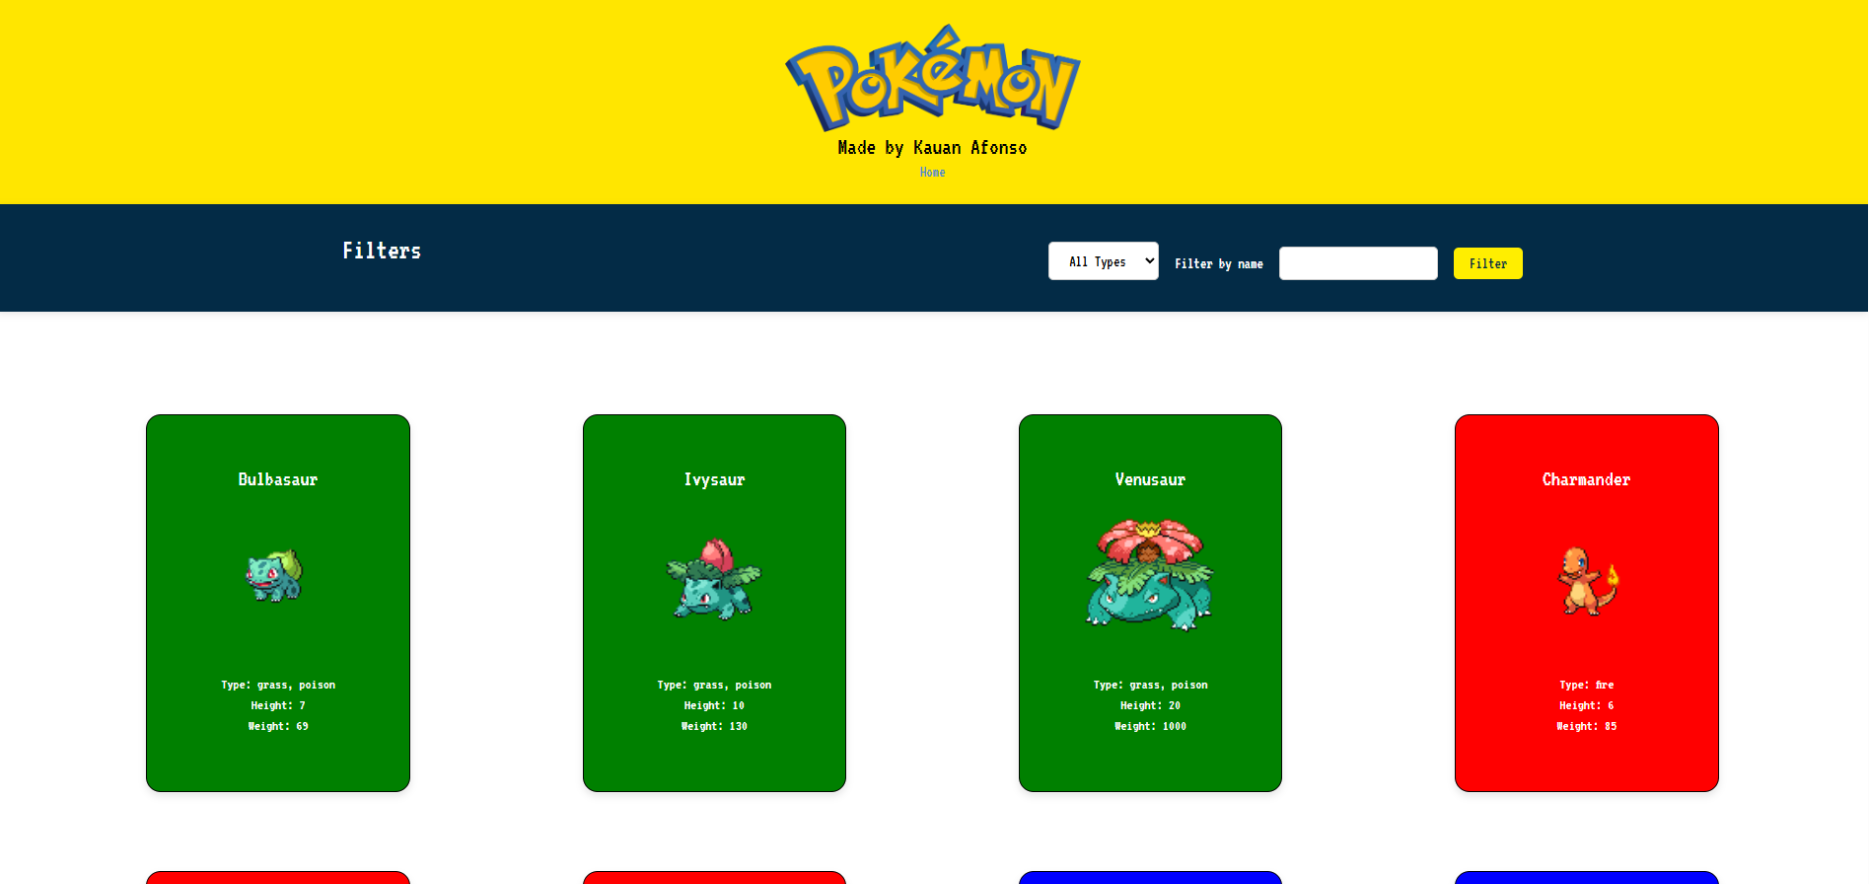 POKéMON
Made by Kauan Afonso
Home
Filters
All Types
Filter by name
Filter
Bulbasaur
Type: grass, poison
Height: 7
Weight: 69
Ivysaur
Type: grass, poison
Height: 10
Weight: 130
Venusaur
Type: grass, poison
Height: 20
Weight: 1000
Charmander
Type: fire
Height: 6
Weight: 85